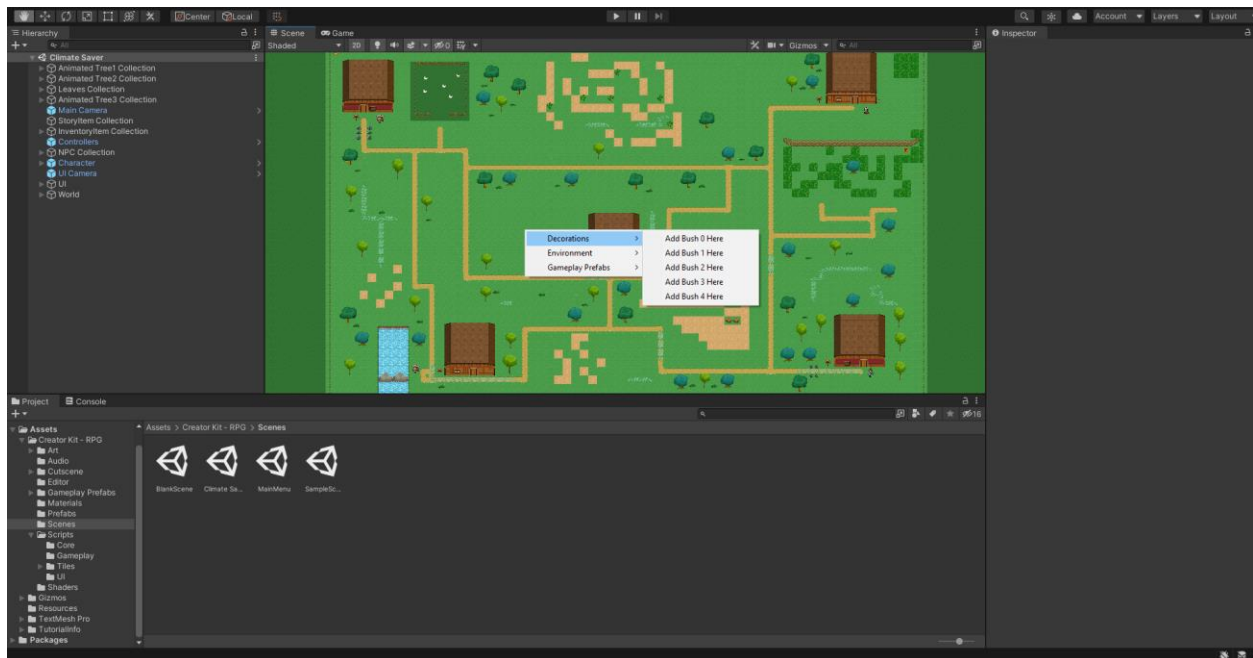 Center Local
Account Layers Layout
Hierarchy
Scene Game
Inspector
All
Shaded 2D 0 Gizmos All
Climate Saver
Animated Tree1 Collection
Animated Tree2 Collection
Leaves Collection
Animated Tree3 Collection
Main Camera
StoryItem Collection
InventoryItem Collection
Controllers
NPC Collection
Character
UI Camera
UI
World
Decorations >
Environment >
Gameplay Prefabs >
Add Bush 0 Here
Add Bush 1 Here
Add Bush 2 Here
Add Bush 3 Here
Add Bush 4 Here
Project Console
16
Assets
Creator Kit - RPG
Art
Audio
Cutscene
Editor
Gameplay Prefabs
Materials
Prefabs
Scenes
Scripts
Core
Gameplay
Tiles
UI
Shaders
Gizmos
Resources
TextMesh Pro
TutorialInfo
Packages
Assets > Creator Kit - RPG > Scenes
BlankScene Climate Sa... MainMenu SampleSc...